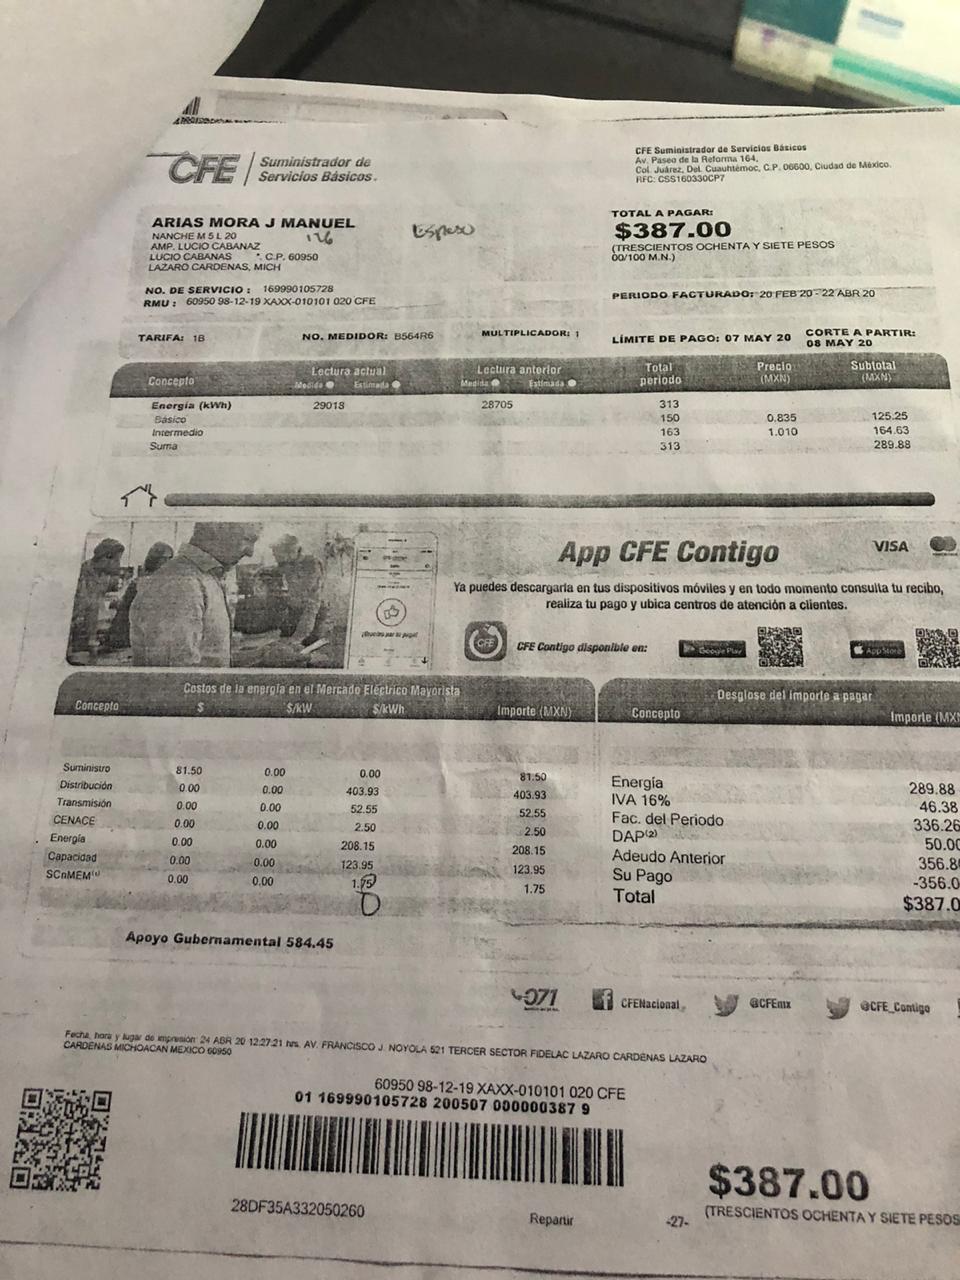 CFE Suministrador de
Servicios Básicos.
CFE Suministrador de Servicios Básicos
Av. Paseo de la Reforma 164,
Col. Juárez, Del. Cuauhtémoc, C.P. 06600, Ciudad de México.
RFC: CSS160330CP7
ARIAS MORA J MANUEL
NANCHE M 5 L 20
AMP. LUCIO CABANAZ
LUCIO CABANAS *. C.P. 60950
LAZARO CARDENAS, MICH
Esposo
TOTAL A PAGAR:
$387.00
(TRESCIENTOS OCHENTA Y SIETE PESOS
00/100 M.N.)
NO. DE SERVICIO : 169990105728
RMU : 60950 98-12-19 XAXX-010101 020 CFE
PERIODO FACTURADO: 20 FEB 20 - 22 ABR 20
TARIFA: 1B NO. MEDIDOR: B564R6 MULTIPLICADOR: 1 LÍMITE DE PAGO: 07 MAY 20 CORTE A PARTIR:
08 MAY 20
Concepto Lectura actual Lectura anterior Total periodo Precio (MXN) Subtotal (MXN)
Medida Estimada Medida Estimada
Energía (kWh) 29018 28705 313
Básico 150 0.835 125.25
Intermedio 163 1.010 164.63
Suma 313 289.88
App CFE Contigo VISA
Ya puedes descargarla en tus dispositivos móviles y en todo momento consulta tu recibo,
realiza tu pago y ubica centros de atención a clientes.
CFE CFE Contigo disponible en: Google Play App Store
Costos de la energía en el Mercado Eléctrico Mayorista
Concepto $ $/kW $/kWh Importe (MXN)
Suministro 81.50 0.00 0.00 81.50
Distribución 0.00 0.00 403.93 403.93
Transmisión 0.00 0.00 52.55 52.55
CENACE 0.00 0.00 2.50 2.50
Energía 0.00 0.00 208.15 208.15
Capacidad 0.00 0.00 123.95 123.95
SCnMEM(1) 0.00 0.00 1.75 1.75
Apoyo Gubernamental 584.45
Desglose del importe a pagar
Concepto Importe (MX
Energía 289.88
IVA 16% 46.38
Fac. del Periodo 336.26
DAP(2) 50.0
Adeudo Anterior 356.8
Su Pago -356.0
Total $387.0
071 CFENacional @CFEmx @CFE_Contigo
Fecha, hora y lugar de impresión: 24 ABR 20 12:27:21 hrs. AV. FRANCISCO J. NOYOLA 521 TERCER SECTOR FIDELAC LAZARO CARDENAS LAZARO
CARDENAS MICHOACAN MEXICO 60950
60950 98-12-19 XAXX-010101 020 CFE
01 169990105728 200507 000000387 9
28DF35A332050260
Repartir
-27-
$387.00
(TRESCIENTOS OCHENTA Y SIETE PESOS